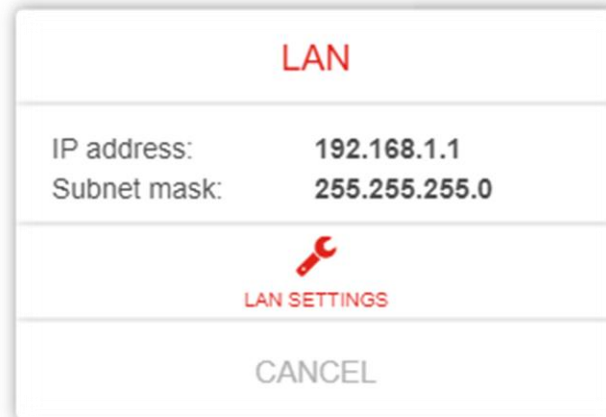 LAN
IP address: 192.168.1.1
Subnet mask: 255.255.255.0
LAN SETTINGS
CANCEL